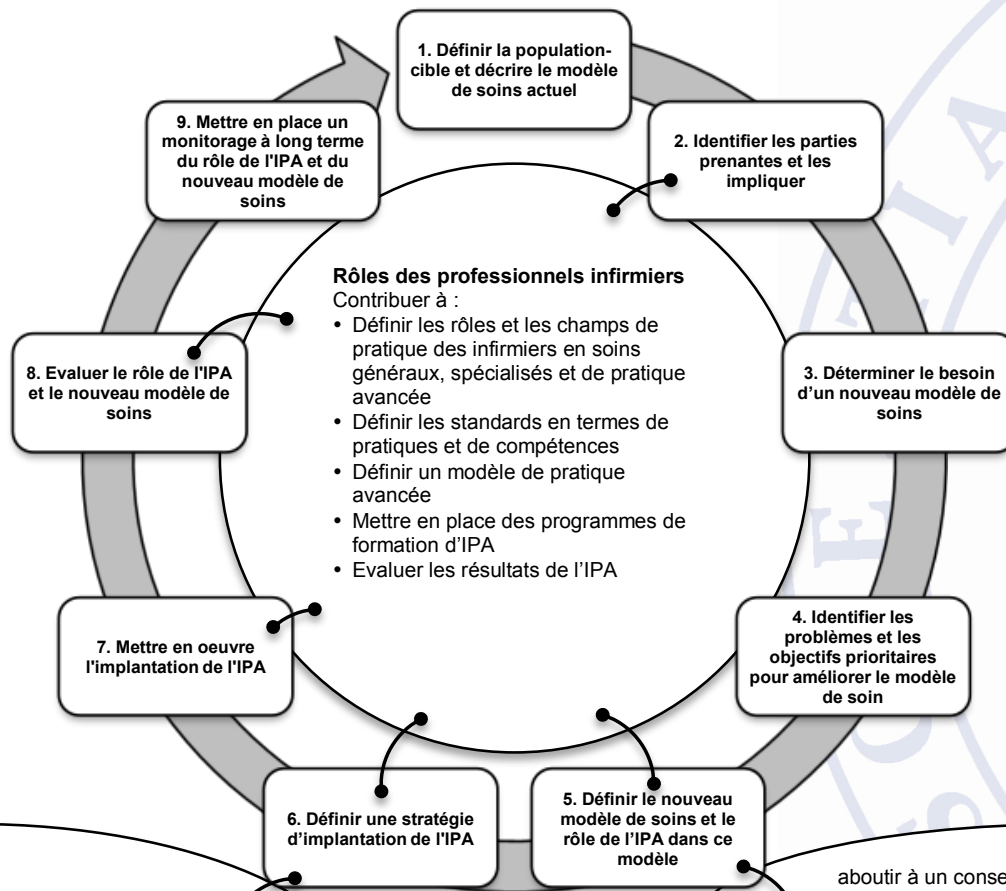 1. Définir la population-
cible et décrire le modèle
de soins actuel
2. Identifier les parties
prenantes et les
impliquer
3. Déterminer le besoin
d'un nouveau modèle de
soins
4. Identifier les
problèmes et les
objectifs prioritaires
pour améliorer le modèle
de soin
5. Définir le nouveau
modèle de soins et le
rôle de l'IPA dans ce
modèle
6. Définir une stratégie
d'implantation de l'IPA
7. Mettre en oeuvre
l'implantation de l'IPA
8. Evaluer le rôle de l'IPA
et le nouveau modèle de
soins
9. Mettre en place un
monitorage à long terme
du rôle de l'IPA et du
nouveau modèle de
soins
Rôles des professionnels infirmiers
Contribuer à :
• Définir les rôles et les champs de
pratique des infirmiers en soins
généraux, spécialisés et de pratique
avancée
• Définir les standards en termes de
pratiques et de compétences
• Définir un modèle de pratique
avancée
• Mettre en place des programmes de
formation d'IPA
• Evaluer les résultats de l'IPA
aboutir à un conse